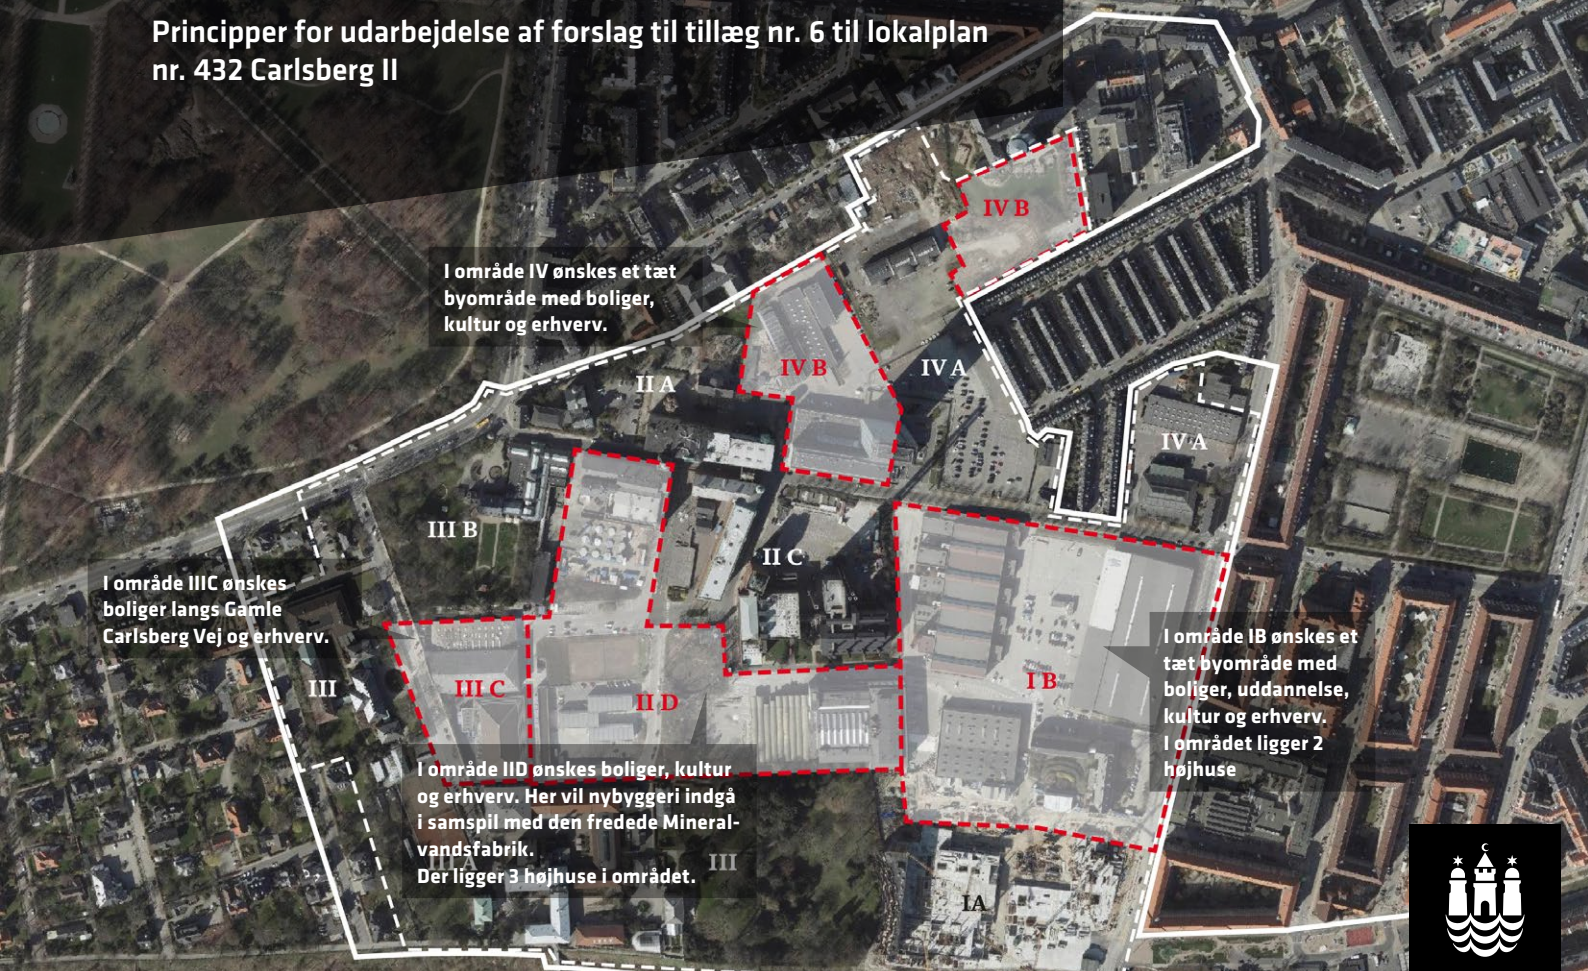 Principper for udarbejdelse af forslag til tillæg nr. 6 til lokalplan
nr. 432 Carlsberg II
IV B
I område IV ønskes et tæt
byområde med boliger,
kultur og erhverv.
IV B
IV A
II A
IV A
III B
II C
I område IIIC ønskes
boliger langs Gamle
Carlsberg Vej og erhverv.
I område IB ønskes et
tæt byområde med
boliger, uddannelse,
kultur og erhverv.
I området ligger 2
højhuse
III
III C
II D
I B
I område IID ønskes boliger, kultur
og erhverv. Her vil nybyggeri indgå
i samspil med den fredede Mineral-
vandsfabrik.
Der ligger 3 højhuse i området.
III A
III
IA